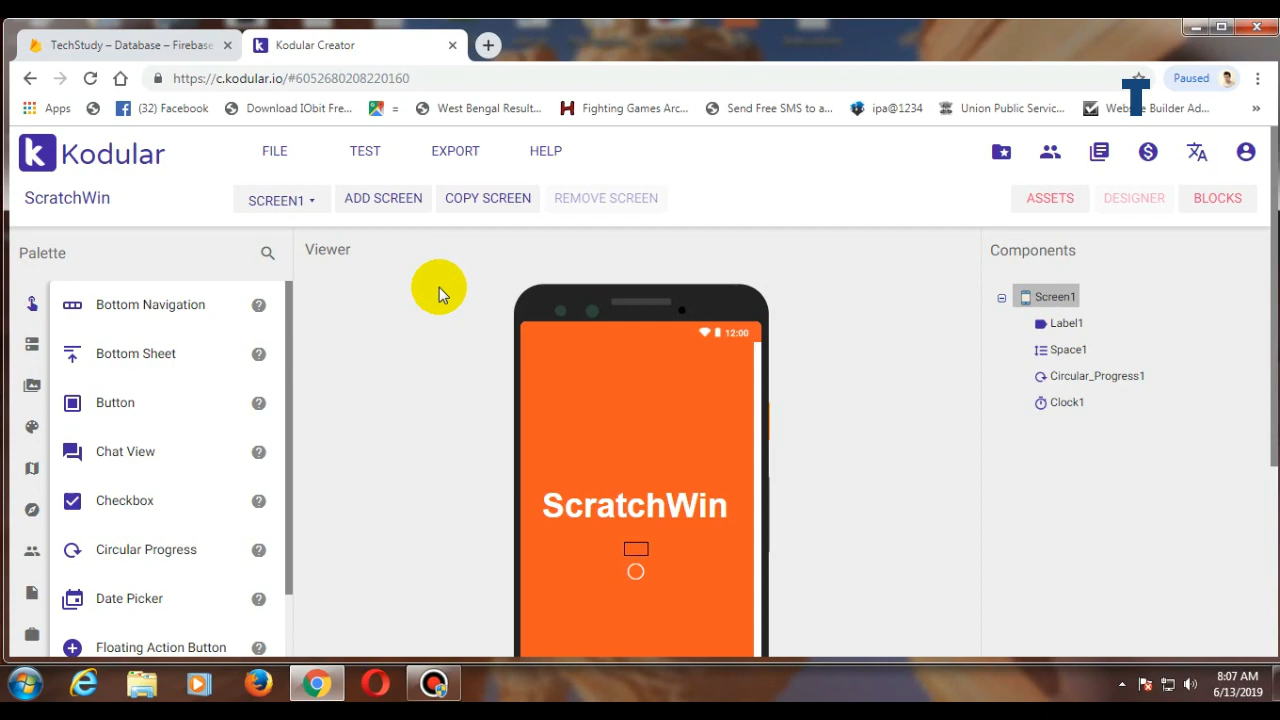 TechStudy – Database – Firebase
Kodular Creator
https://c.kodular.io/#6052680208220160
Paused
Apps
(32) Facebook
Download IObit Fre...
=
West Bengal Result...
Fighting Games Arc...
Send Free SMS to a...
ipa@1234
Union Public Servic...
Website Builder Ad...
»
T
k Kodular
FILE
TEST
EXPORT
HELP
ScratchWin
SCREEN1
ADD SCREEN
COPY SCREEN
REMOVE SCREEN
ASSETS
DESIGNER
BLOCKS
Palette
Viewer
Components
Bottom Navigation
Bottom Sheet
Button
Chat View
Checkbox
Circular Progress
Date Picker
Floating Action Button
12:00
ScratchWin
Screen1
Label1
Space1
Circular_Progress1
Clock1
8:07 AM
6/13/2019